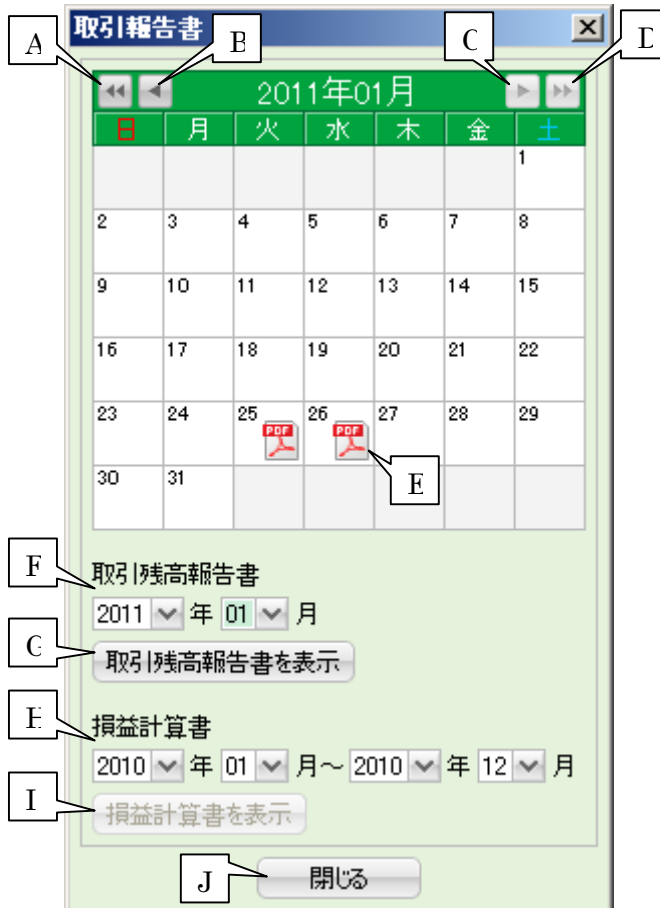 取引報告書
A
B
C
D
2011年01月
日 月 火 水 木 金 土
1
2 3 4 5 6 7 8
9 10 11 12 13 14 15
16 17 18 19 20 21 22
23 24 25 PDF 26 PDF 27 28 29
30 31
E
F
取引残高報告書
2011 年 01 月
G
取引残高報告書を表示
H
損益計算書
2010 年 01 月～ 2010 年 12 月
I
損益計算書を表示
J
閉じる